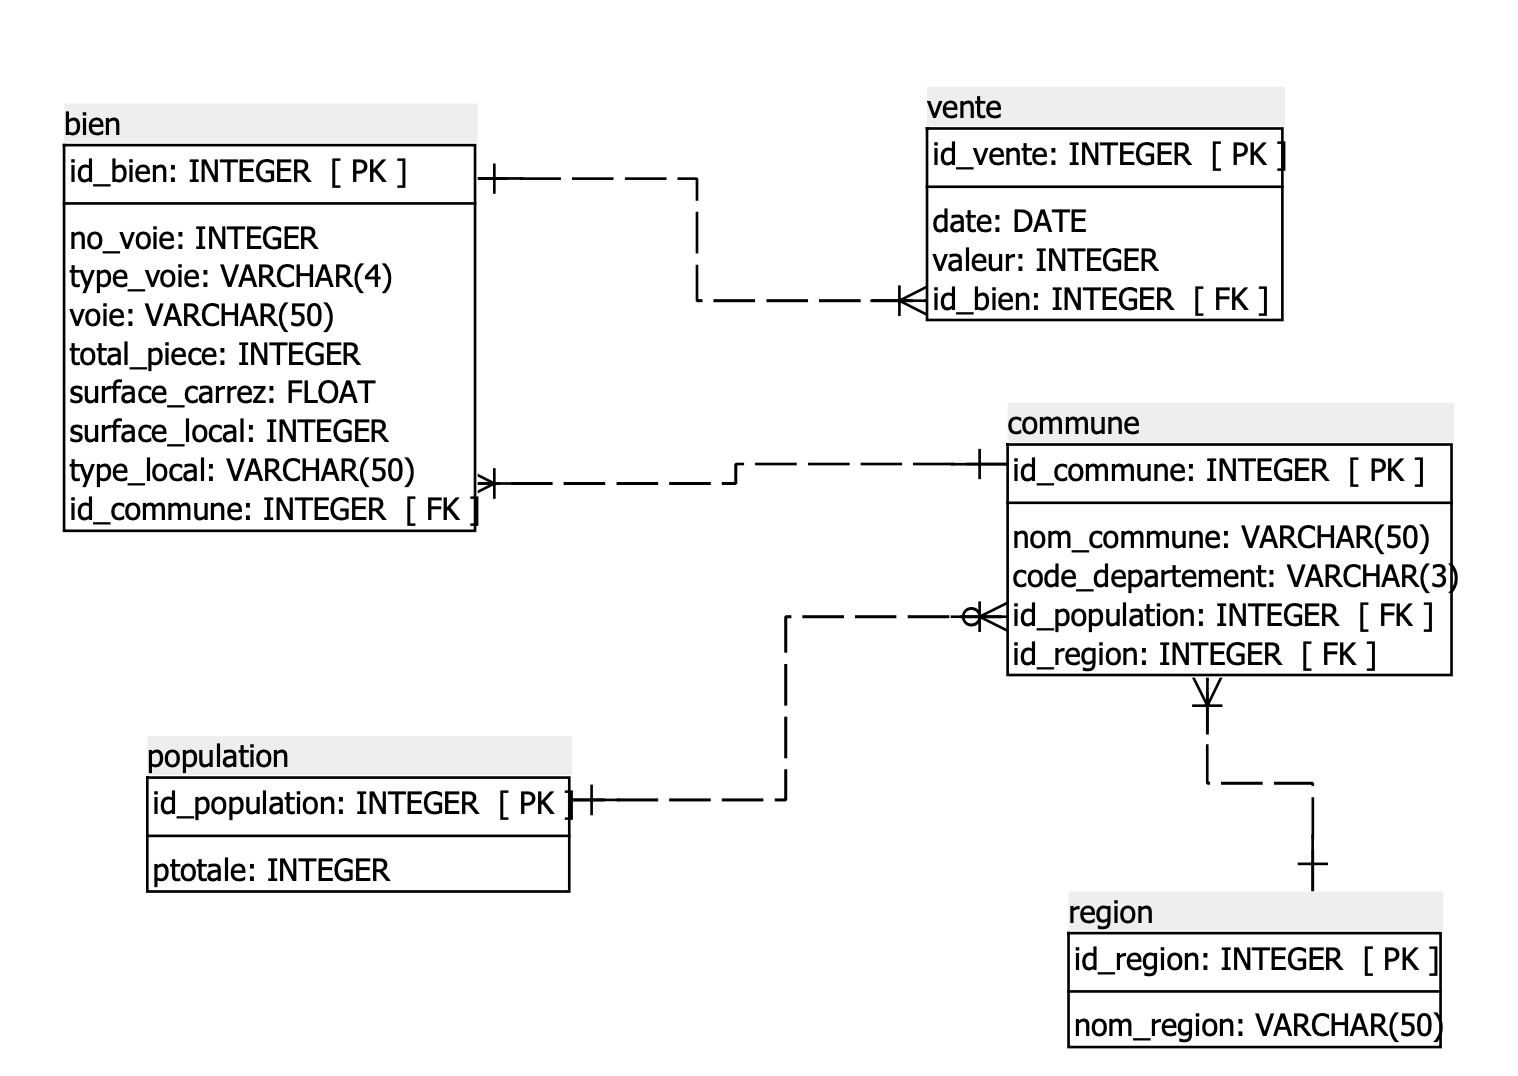 bien
id_bien: INTEGER [ PK ]
no_voie: INTEGER
type_voie: VARCHAR(4)
voie: VARCHAR(50)
total_piece: INTEGER
surface_carrez: FLOAT
surface_local: INTEGER
type_local: VARCHAR(50)
id_commune: INTEGER [ FK ]
vente
id_vente: INTEGER [ PK ]
date: DATE
valeur: INTEGER
id_bien: INTEGER [ FK ]
commune
id_commune: INTEGER [ PK ]
nom_commune: VARCHAR(50)
code_departement: VARCHAR(3)
id_population: INTEGER [ FK ]
id_region: INTEGER [ FK ]
population
id_population: INTEGER [ PK ]
ptotale: INTEGER
region
id_region: INTEGER [ PK ]
nom_region: VARCHAR(50)